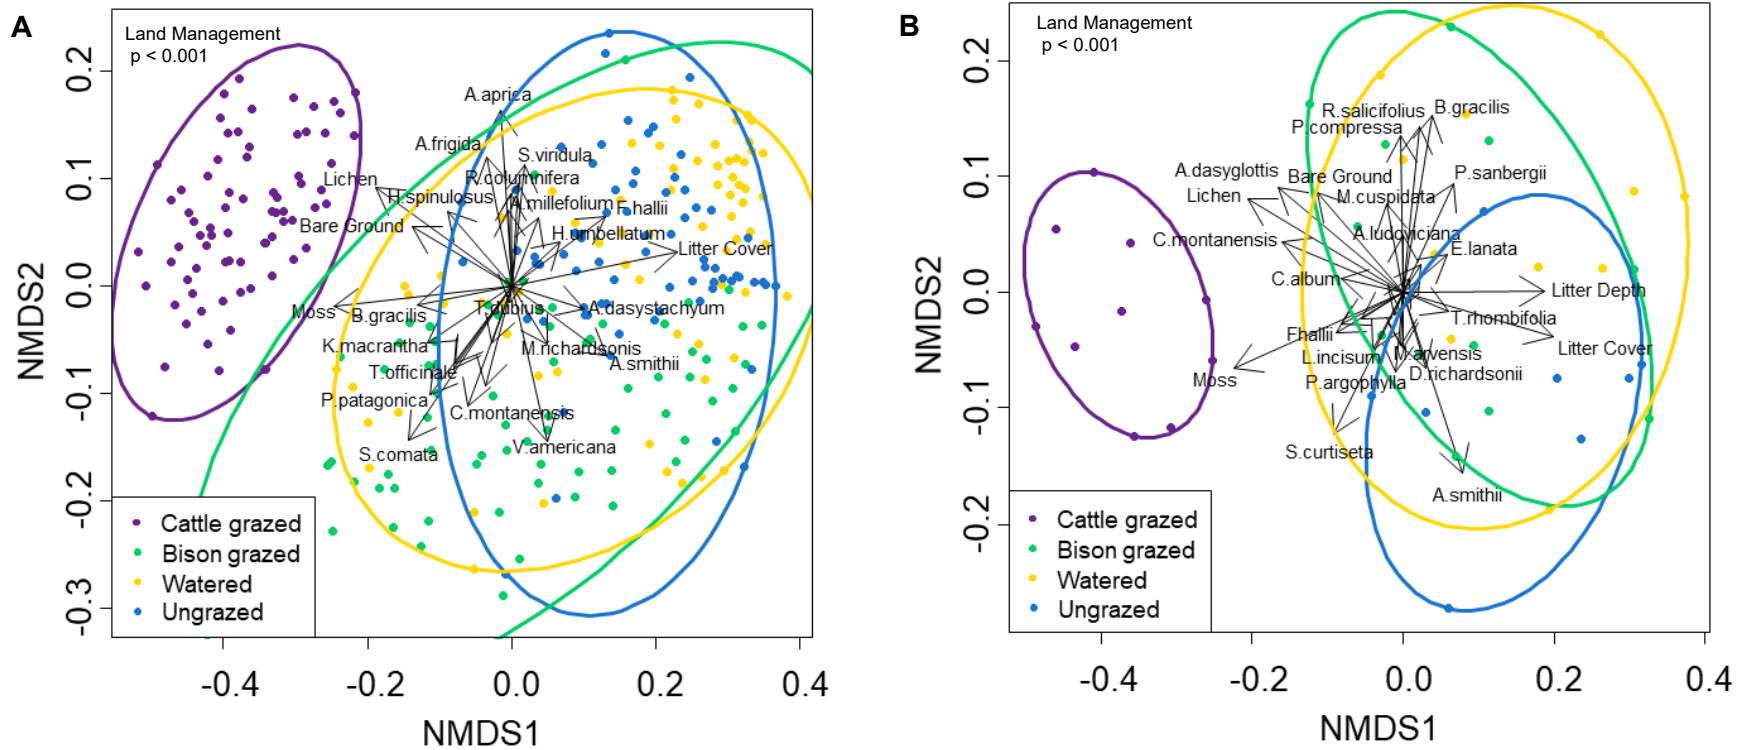 A
Land Management
p < 0.001
A.aprica
A.frigida
S.viridula
Lichen
R.columnifera
H.spinulosus
A.millefolium
F.hallii
Bare Ground
H.umbellatum
Litter Cover
Moss
B.gracilis
T.dubius
A.dasystachyum
K.macrantha
M.richardsonis
A.smithii
T.officinale
P.patagonica
C.montanensis
S.comata
V.americana
Cattle grazed
Bison grazed
Watered
Ungrazed
0.2
0.1
0.0
-0.1
-0.2
-0.3
NMDS2
-0.4
-0.2
0.0
0.2
0.4
NMDS1
B
Land Management
p < 0.001
R.salicifolius
B.gracilis
P.compressa
A.dasyglottis
Bare Ground
P.sanbergii
Lichen
M.cuspidata
C.montanensis
A.ludoviciana
E.lanata
C.album
Litter Depth
T.rhombifolia
Fhallii
Litter Cover
L.incisum
M.arvensis
Moss
P.argophylla
D.richardsonii
S.curtiseta
A.smithii
Cattle grazed
Bison grazed
Watered
Ungrazed
0.2
0.1
0.0
-0.1
-0.2
NMDS2
-0.4
-0.2
0.0
0.2
0.4
NMDS1